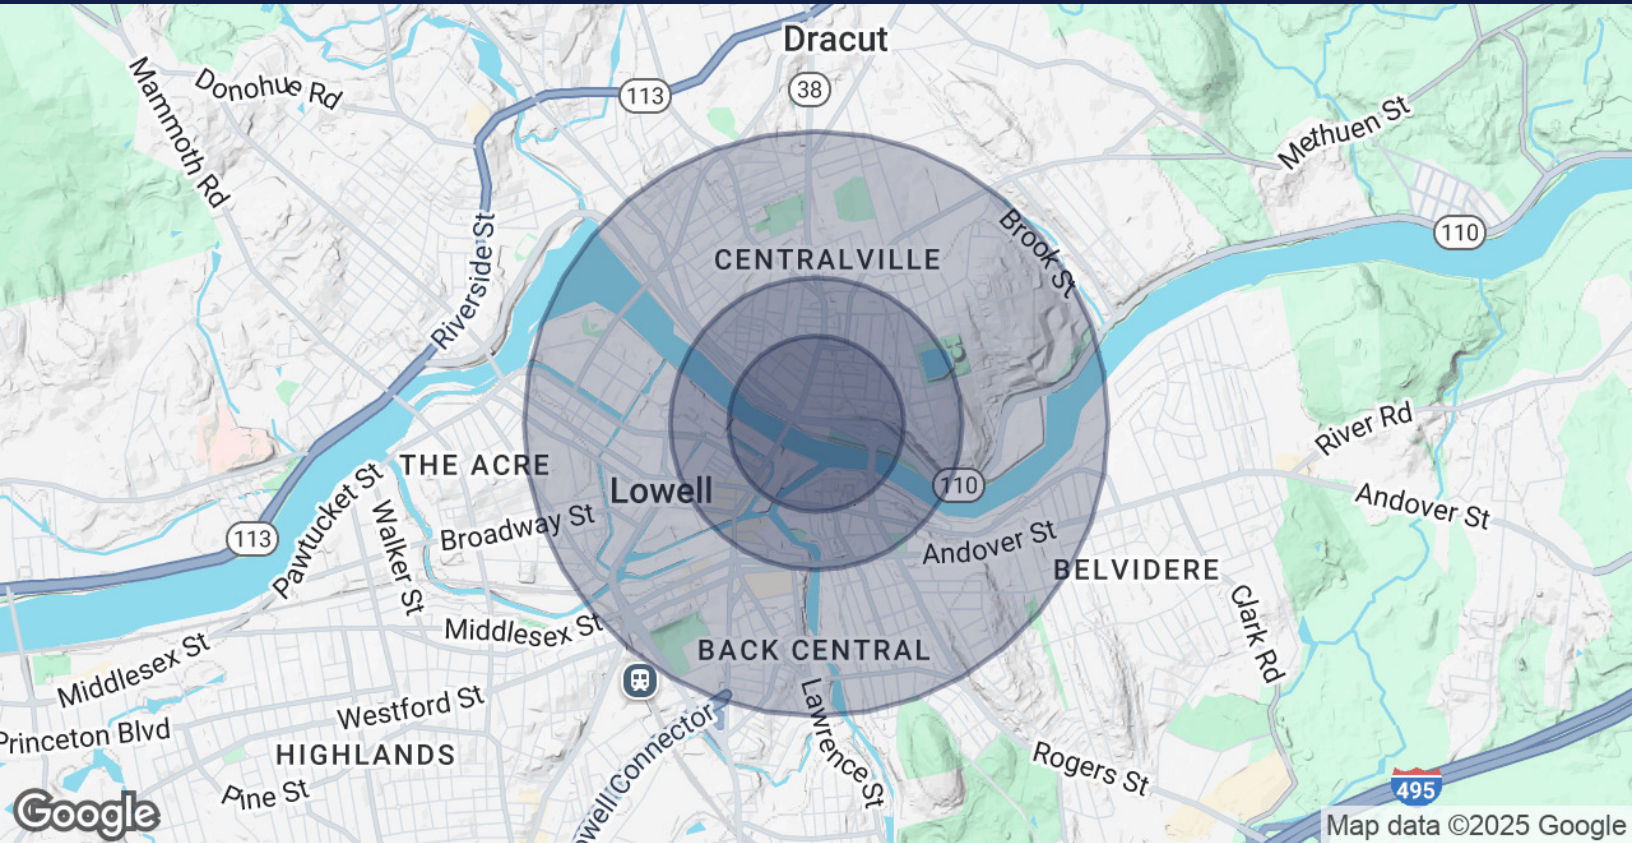 Dracut
Donohue Rd
113
38
Mammoth Rd
Methuen St
Riverside St
Brook St
110
CENTRALVILLE
River Rd
THE ACRE
Lowell
110
Pawtucket St
Walker St
Broadway St
Andover St
Andover St
113
BELVIDERE
Clark Rd
Middlesex St
Middlesex St
BACK CENTRAL
Westford St
Princeton Blvd
HIGHLANDS
Lawrence St
Lowell Connector
Rogers St
Pine St
495
Google
Map data ©2025 Google